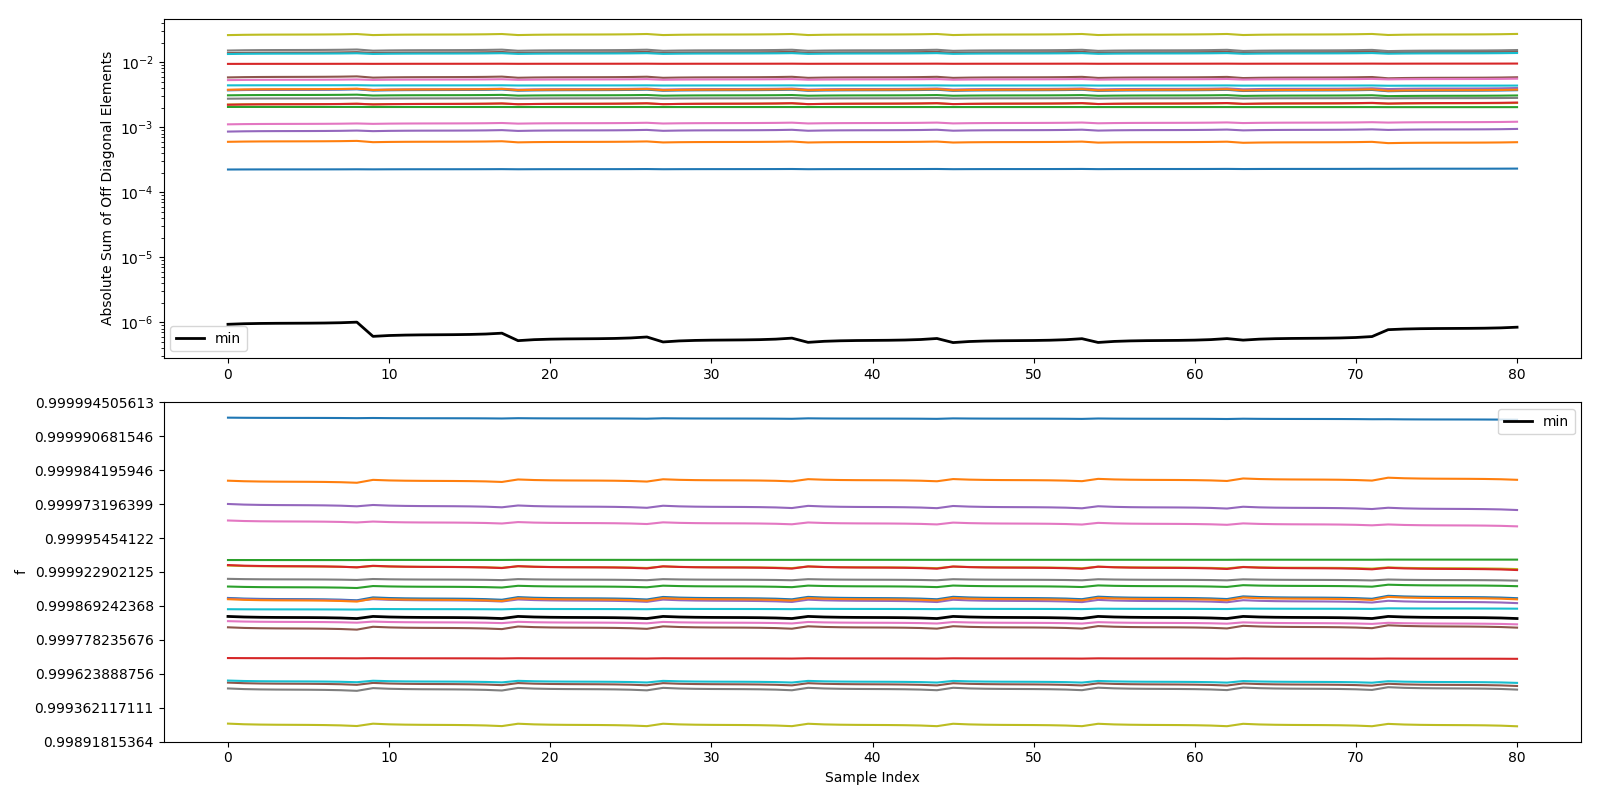 Absolute Sum of Off Diagonal Elements
10^{-2}
10^{-3}
10^{-4}
10^{-5}
10^{-6}
min
0 10 20 30 40 50 60 70 80
f
0.999994505613
0.999990681546
0.999984195946
0.999973196399
0.99995454122
0.999922902125
0.999869242368
0.999778235676
0.999623888756
0.999362117111
0.99891815364
min
0 10 20 30 40 50 60 70 80
Sample Index